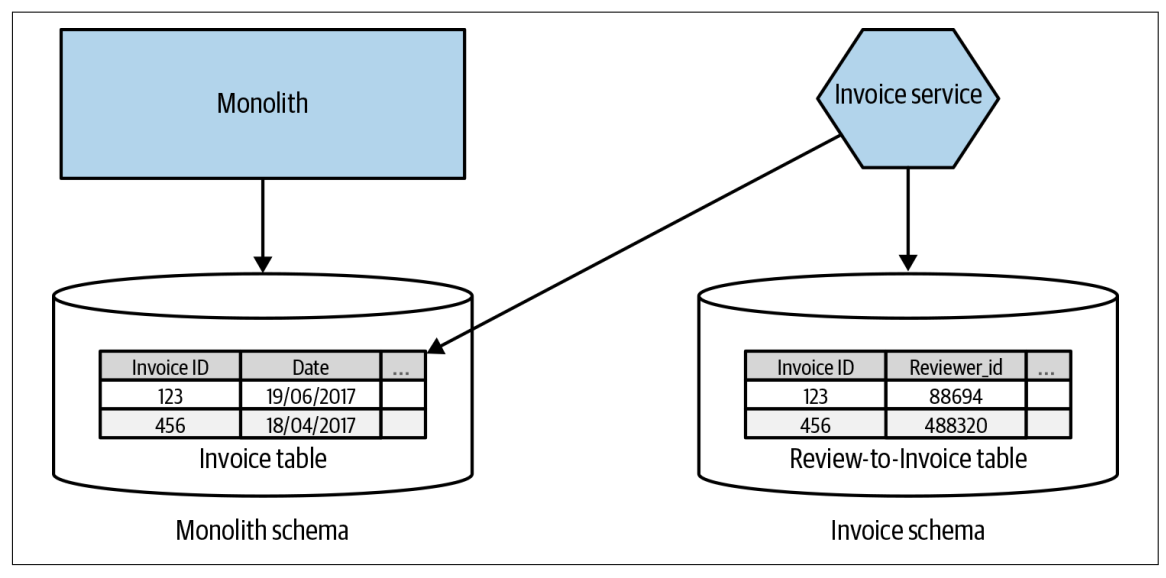 Monolith
Invoice service
Invoice ID Date ...
123 19/06/2017
456 18/04/2017
Invoice table
Monolith schema
Invoice ID Reviewer_id ...
123 88694
456 488320
Review-to-Invoice table
Invoice schema